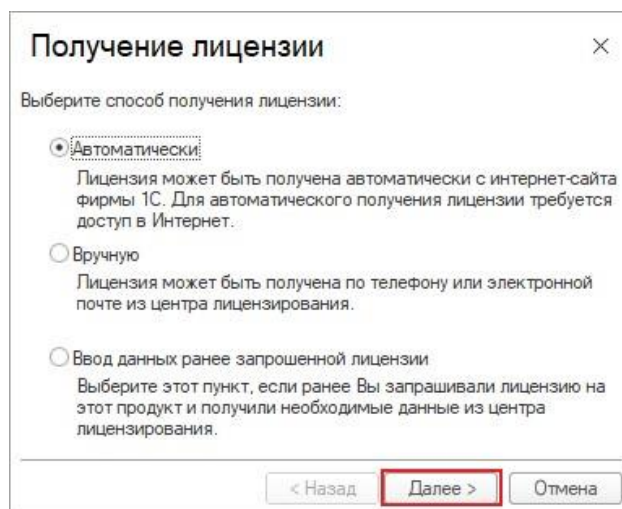 Получение лицензии
Выберите способ получения лицензии:
Автоматически
Лицензия может быть получена автоматически с интернет-сайта
фирмы 1С. Для автоматического получения лицензии требуется
доступ в Интернет.
Вручную
Лицензия может быть получена по телефону или электронной
почте из центра лицензирования.
Ввод данных ранее запрошенной лицензии
Выберите этот пункт, если ранее Вы запрашивали лицензию на
этот продукт и получили необходимые данные из центра
лицензирования.
< Назад Далее > Отмена